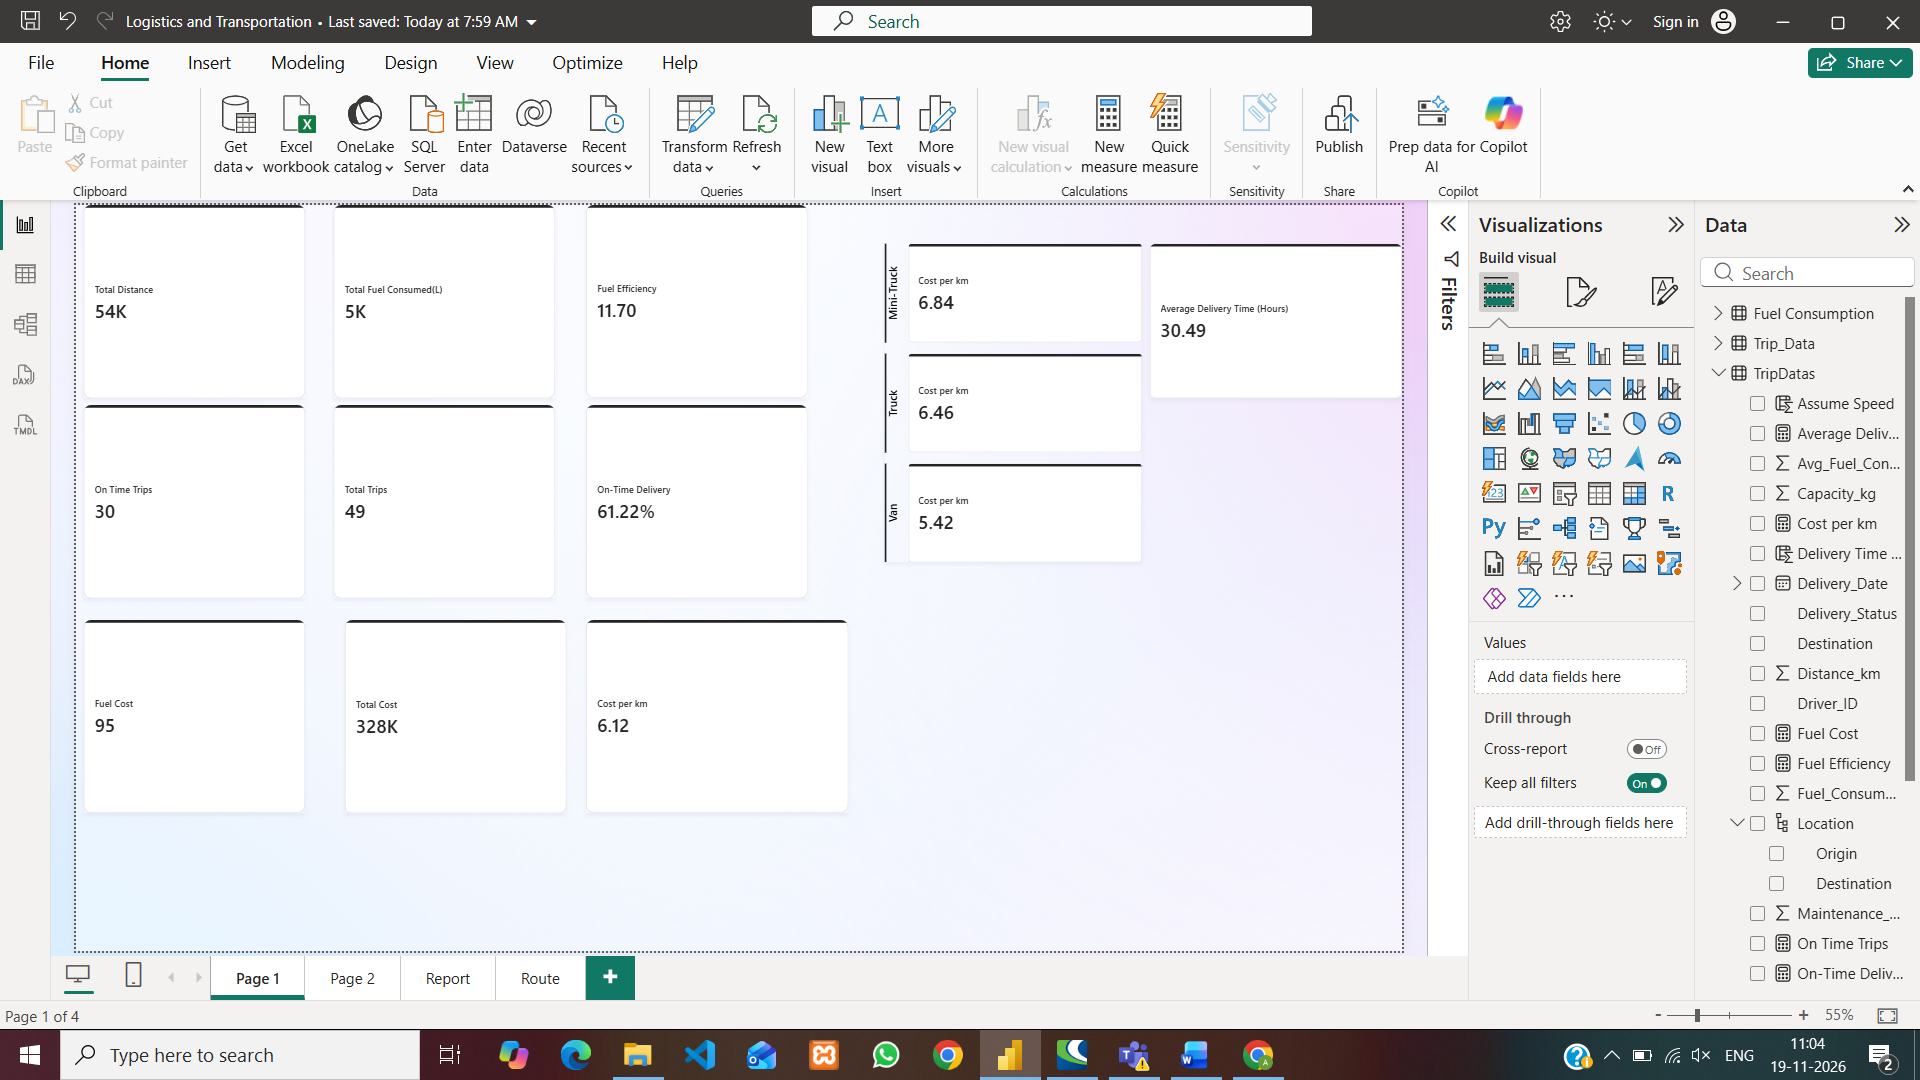 Logistics and Transportation • Last saved: Today at 7:59 AM
Search
Sign in
File
Home
Insert
Modeling
Design
View
Optimize
Help
Share
Paste
Cut
Copy
Format painter
Clipboard
Get data
Excel workbook
OneLake catalog
SQL Server
Enter data
Dataverse
Recent sources
Data
Transform data
Refresh
Queries
New visual
Text box
More visuals
Insert
New visual calculation
New measure
Quick measure
Calculations
Sensitivity
Sensitivity
Publish
Share
Prep data for AI
Copilot
Copilot
Total Distance
54K
Total Fuel Consumed(L)
5K
Fuel Efficiency
11.70
Mini-Truck
Cost per km
6.84
Average Delivery Time (Hours)
30.49
Truck
Cost per km
6.46
On Time Trips
30
Total Trips
49
On-Time Delivery
61.22%
Van
Cost per km
5.42
Fuel Cost
95
Total Cost
328K
Cost per km
6.12
Filters
Visualizations
Build visual
Values
Add data fields here
Drill through
Cross-report
Off
Keep all filters
On
Add drill-through fields here
Data
Search
Fuel Consumption
Trip_Data
TripDatas
Assume Speed
Average Deliv...
Avg_Fuel_Con...
Capacity_kg
Cost per km
Delivery Time ...
Delivery_Date
Delivery_Status
Destination
Distance_km
Driver_ID
Fuel Cost
Fuel Efficiency
Fuel_Consum...
Location
Origin
Destination
Maintenance_...
On Time Trips
On-Time Deliv...
Page 1
Page 2
Report
Route
Page 1 of 4
55%
Type here to search
ENG
11:04
19-11-2026
2